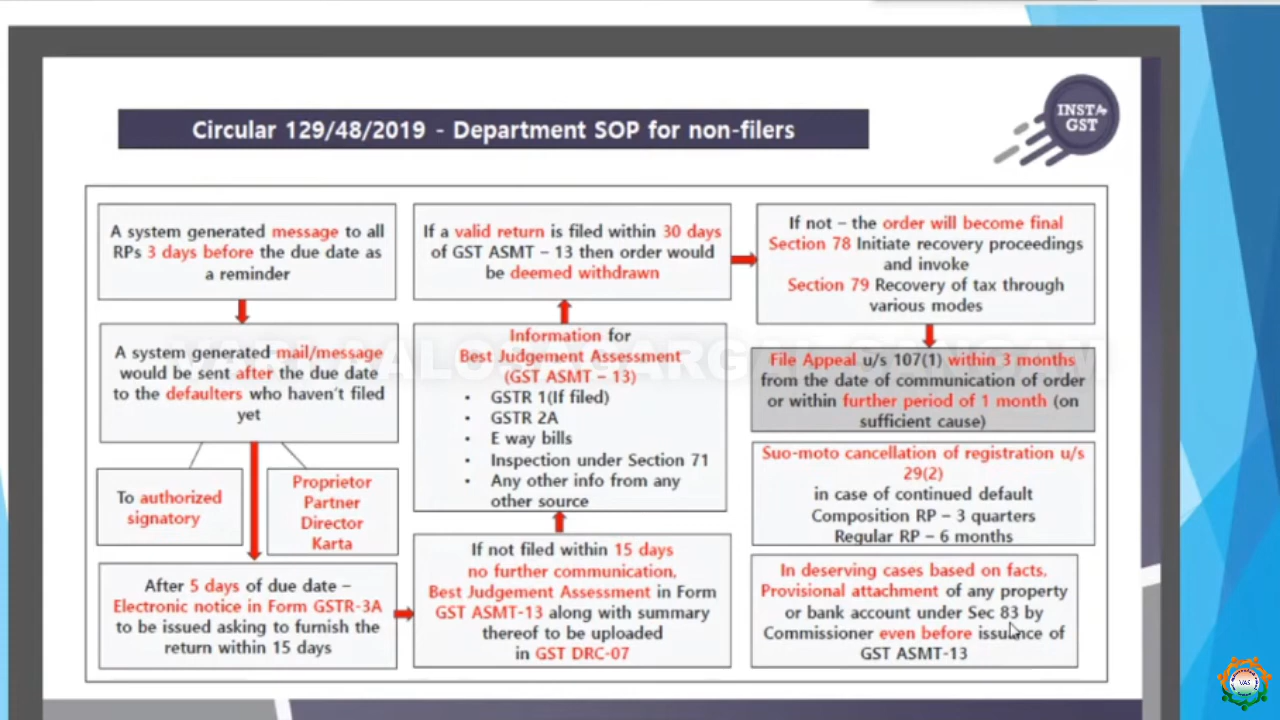 Circular 129/48/2019 - Department SOP for non-filers
INSTA
GST
A system generated message to all
RPs 3 days before the due date as
a reminder
A system generated mail/message
would be sent after the due date
to the defaulters who haven't filed
yet
To authorized
signatory
Proprietor
Partner
Director
Karta
After 5 days of due date –
Electronic notice in Form GSTR-3A
to be issued asking to furnish the
return within 15 days
If not filed within 15 days
no further communication,
Best Judgement Assessment in Form
GST ASMT-13 along with summary
thereof to be uploaded
in GST DRC-07
Information for
Best Judgement Assessment
(GST ASMT – 13)
• GSTR 1(If filed)
• GSTR 2A
• E way bills
• Inspection under Section 71
• Any other info from any
other source
If a valid return is filed within 30 days
of GST ASMT – 13 then order would
be deemed withdrawn
If not – the order will become final
Section 78 Initiate recovery proceedings
and invoke
Section 79 Recovery of tax through
various modes
File Appeal u/s 107(1) within 3 months
from the date of communication of order
or within further period of 1 month (on
sufficient cause)
Suo-moto cancellation of registration u/s
29(2)
in case of continued default
Composition RP – 3 quarters
Regular RP – 6 months
In deserving cases based on facts,
Provisional attachment of any property
or bank account under Sec 83 by
Commissioner even before issuance of
GST ASMT-13
VAS